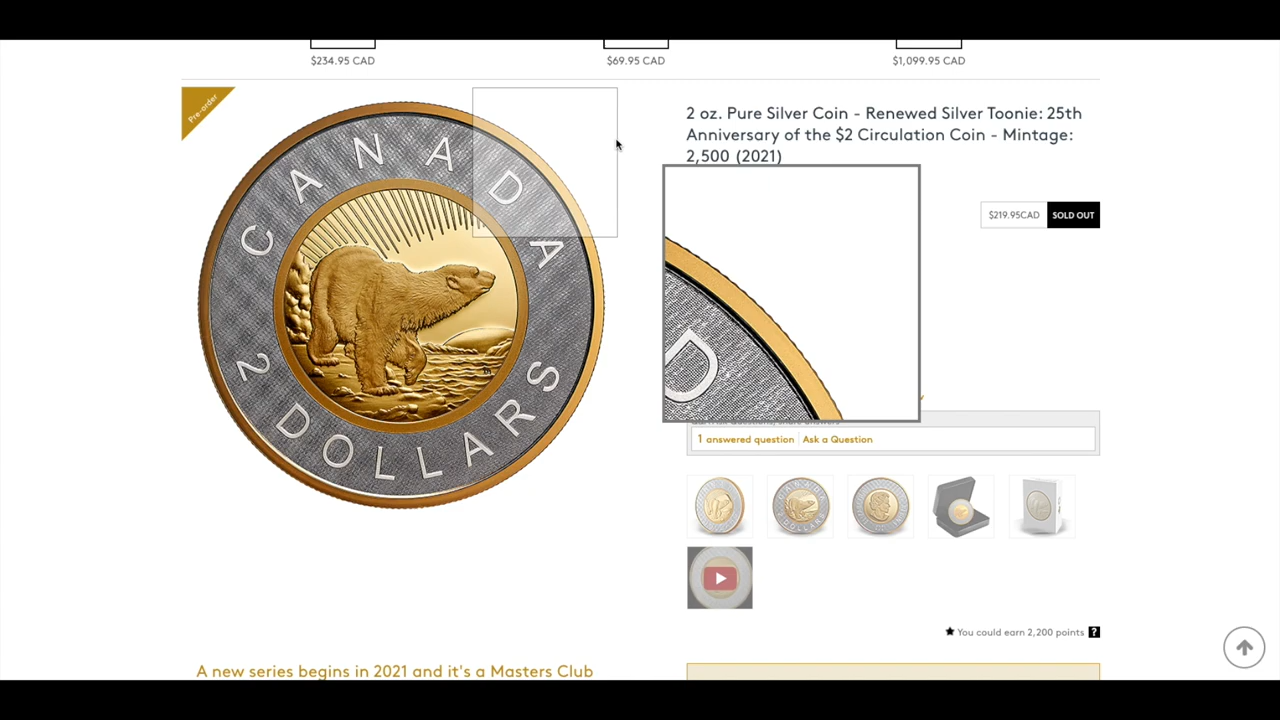 $234.95 CAD
$69.95 CAD
$1,099.95 CAD
Pre-order
CANADA
2 DOLLARS
2 oz. Pure Silver Coin - Renewed Silver Toonie: 25th
Anniversary of the $2 Circulation Coin - Mintage:
2,500 (2021)
$219.95CAD
SOLD OUT
D
1 answered question
Ask a Question
You could earn 2,200 points ?
A new series begins in 2021 and it's a Masters Club